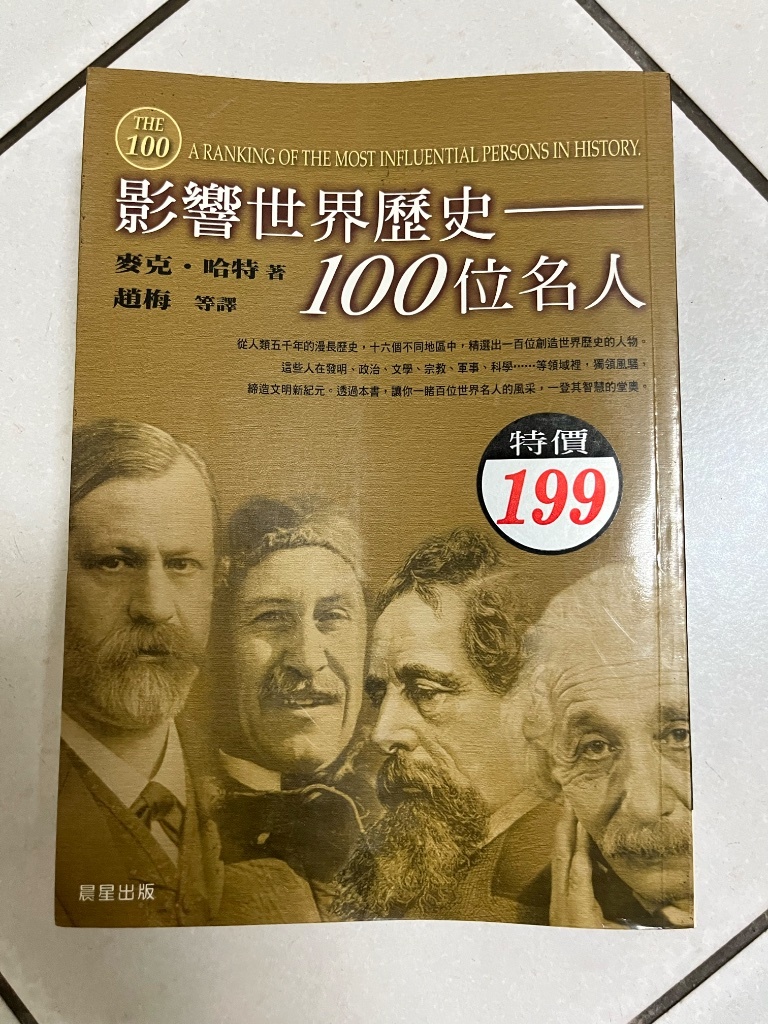 THE
100
A RANKING OF THE MOST INFLUENTIAL PERSONS IN HISTORY.
影響世界歷史——
100位名人
麥克・哈特 著
趙梅 等譯
從人類五千年的漫長歷史，十六個不同地區中，精選出一百位創造世界歷史的人物。
這些人在發明、政治、文學、宗教、軍事、科學……等領域裡，獨領風騷，
締造文明新紀元。透過本書，讓你一睹百位世界名人的風采，一登其智慧的堂奧。
特價
199
晨星出版